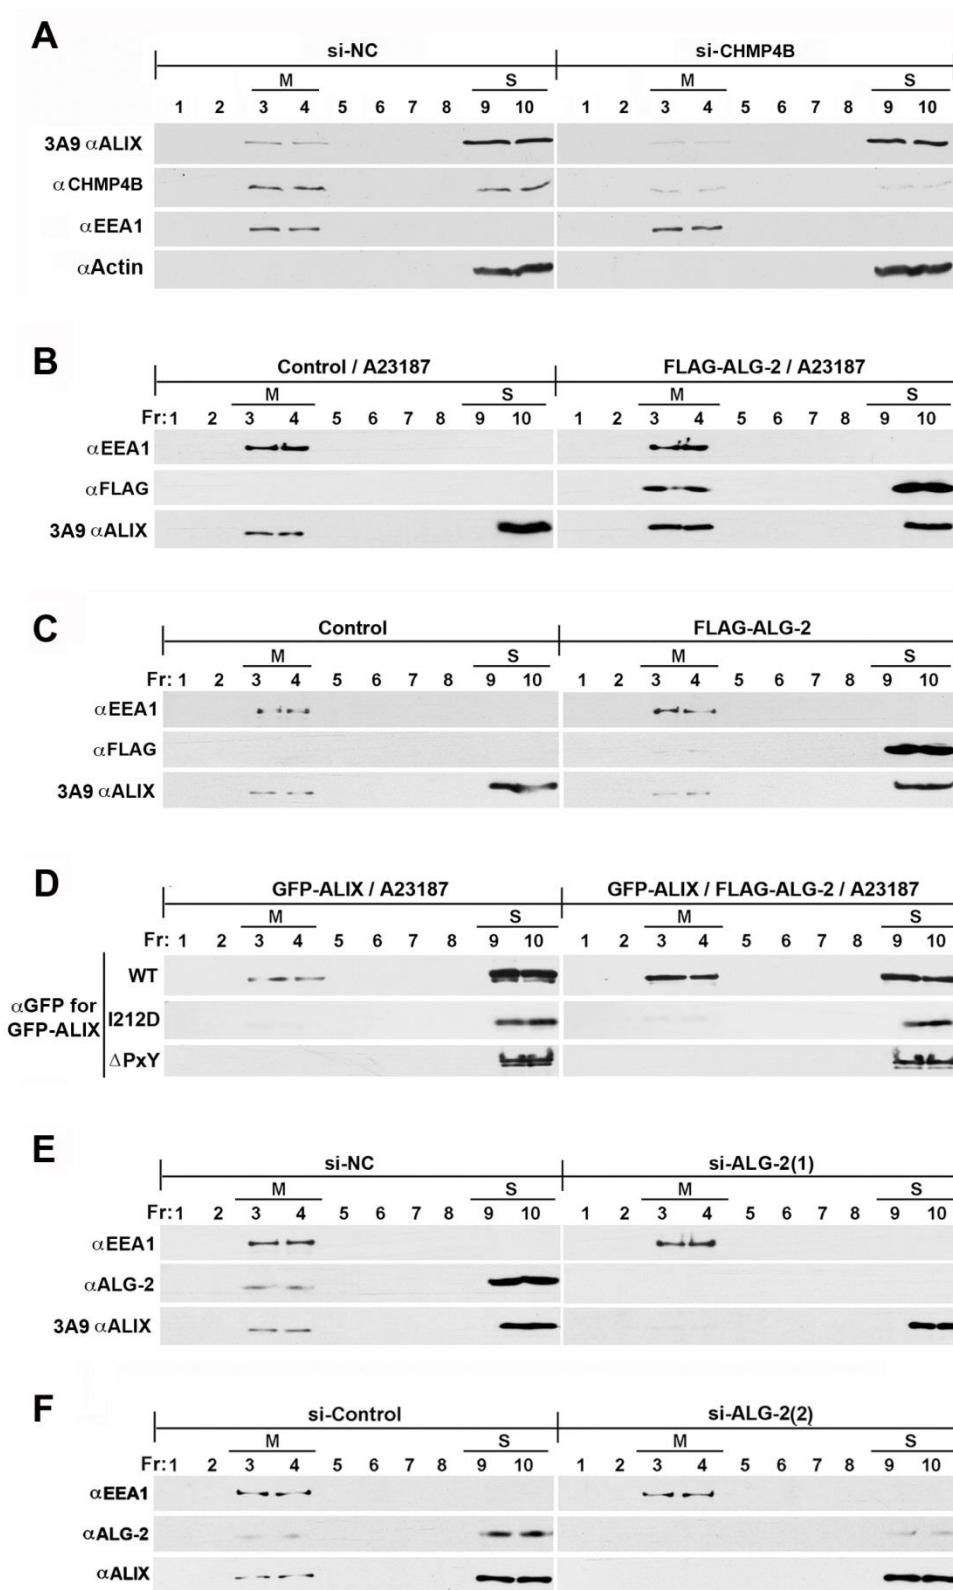 A
si-NC si-CHMP4B
M S M S
1 2 3 4 5 6 7 8 9 10 1 2 3 4 5 6 7 8 9 10
3A9 αALIX
αCHMP4B
αEEA1
αActin
B
Control / A23187 FLAG-ALG-2 / A23187
M S M S
Fr:1 2 3 4 5 6 7 8 9 10 1 2 3 4 5 6 7 8 9 10
αEEA1
αFLAG
3A9 αALIX
C
Control FLAG-ALG-2
M S M S
Fr: 1 2 3 4 5 6 7 8 9 10 1 2 3 4 5 6 7 8 9 10
αEEA1
αFLAG
3A9 αALIX
D
GFP-ALIX / A23187 GFP-ALIX / FLAG-ALG-2 / A23187
M S M S
Fr: 1 2 3 4 5 6 7 8 9 10 1 2 3 4 5 6 7 8 9 10
αGFP for
GFP-ALIX
WT
I212D
ΔPxY
E
si-NC si-ALG-2(1)
M S M S
Fr:1 2 3 4 5 6 7 8 9 10 1 2 3 4 5 6 7 8 9 10
αEEA1
αALG-2
3A9 αALIX
F
si-Control si-ALG-2(2)
M S M S
Fr:1 2 3 4 5 6 7 8 9 10 1 2 3 4 5 6 7 8 9 10
αEEA1
αALG-2
αALIX